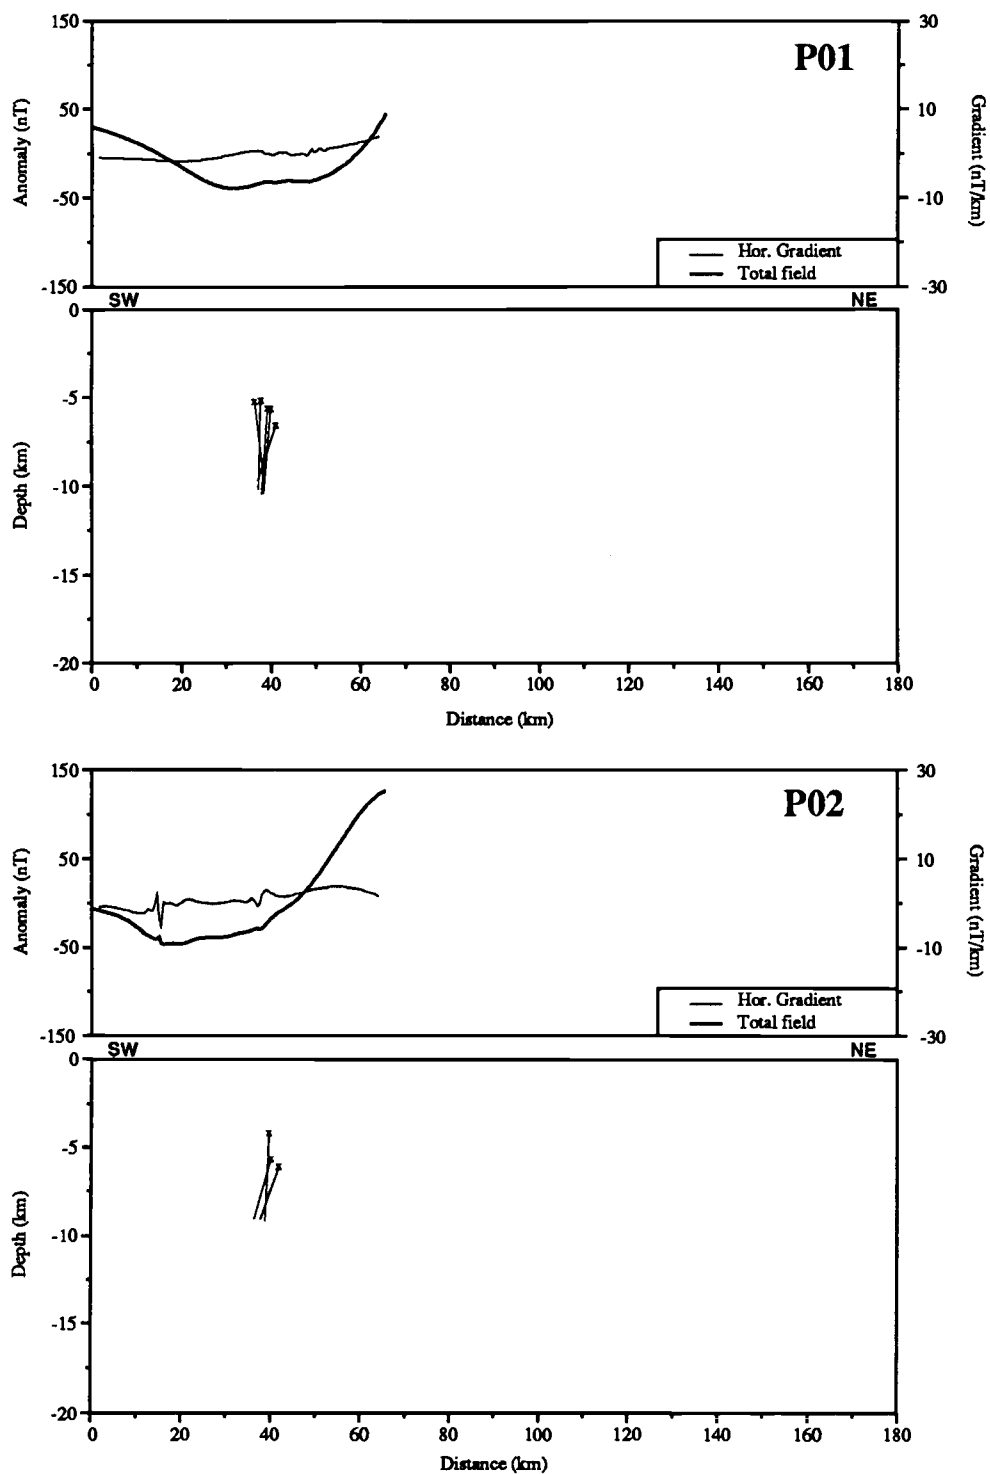 150
50
-50
-150
Anomaly (nT)
30
10
-10
-30
Gradient (nT/km)
P01
Hor. Gradient
Total field
SW
NE
0
-5
-10
-15
-20
Depth (km)
0
20
40
60
80
100
120
140
160
180
Distance (km)
150
50
-50
-150
Anomaly (nT)
30
10
-10
-30
Gradient (nT/km)
P02
Hor. Gradient
Total field
SW
NE
0
-5
-10
-15
-20
Depth (km)
0
20
40
60
80
100
120
140
160
180
Distance (km)